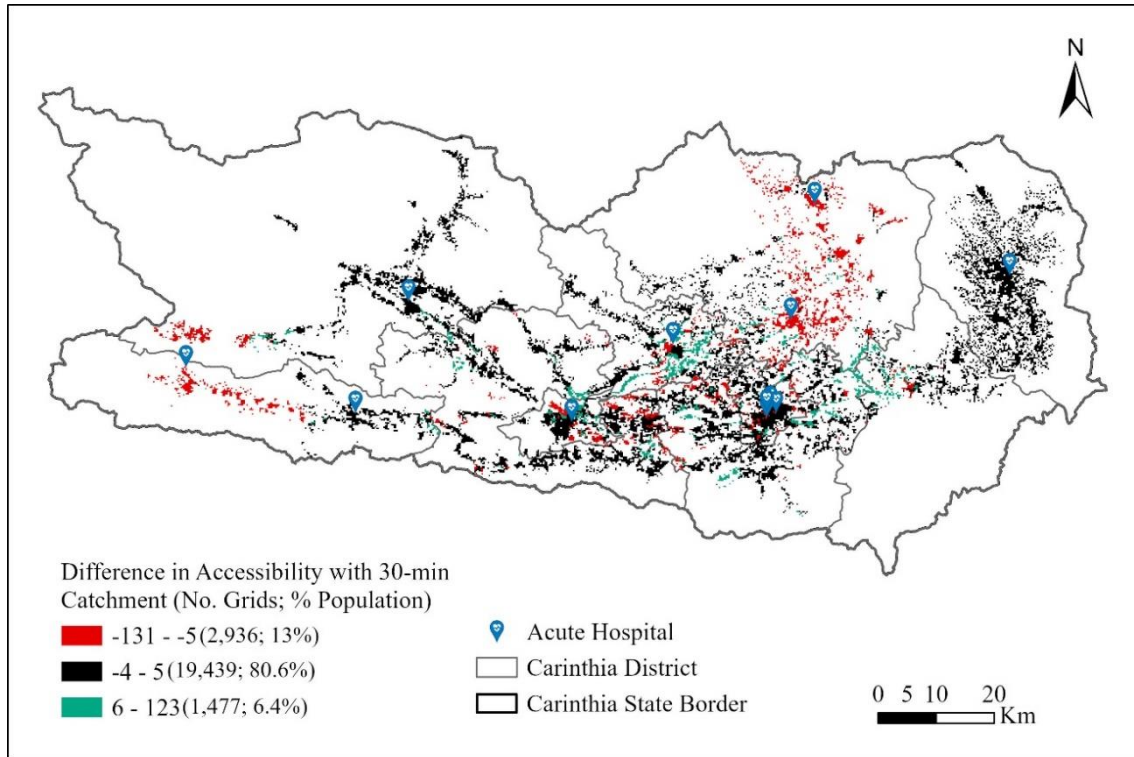 N
Difference in Accessibility with 30-min
Catchment (No. Grids; % Population)
-131 - -5(2,936; 13%)
-4 - 5(19,439; 80.6%)
6 - 123(1,477; 6.4%)
Acute Hospital
Carinthia District
Carinthia State Border
0 5 10 20
Km